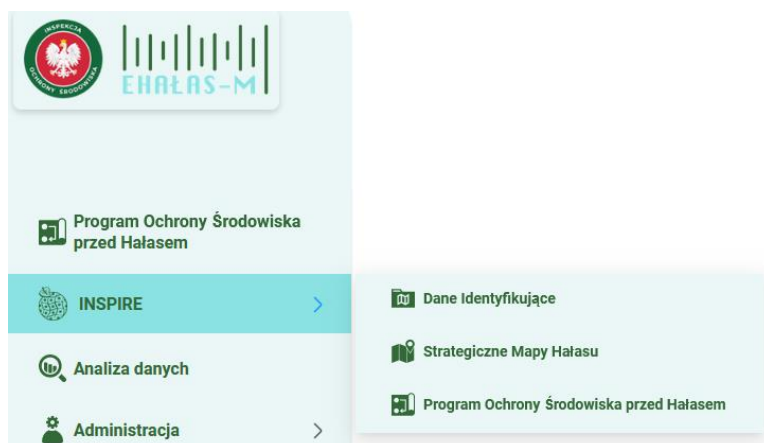 INSPEKCJA
OCHRONY ŚRODOWISKA
EHAŁAS-M
Program Ochrony Środowiska
przed Hałasem
INSPIRE
Dane Identyfikujące
Strategiczne Mapy Hałasu
Analiza danych
Program Ochrony Środowiska przed Hałasem
Administracja